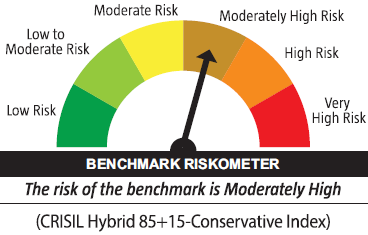 Moderate Risk
Moderately High Risk
Low to
Moderate Risk
High Risk
Low Risk
Very
High Risk
BENCHMARK RISKOMETER
The risk of the benchmark is Moderately High
(CRISIL Hybrid 85+15-Conservative Index)